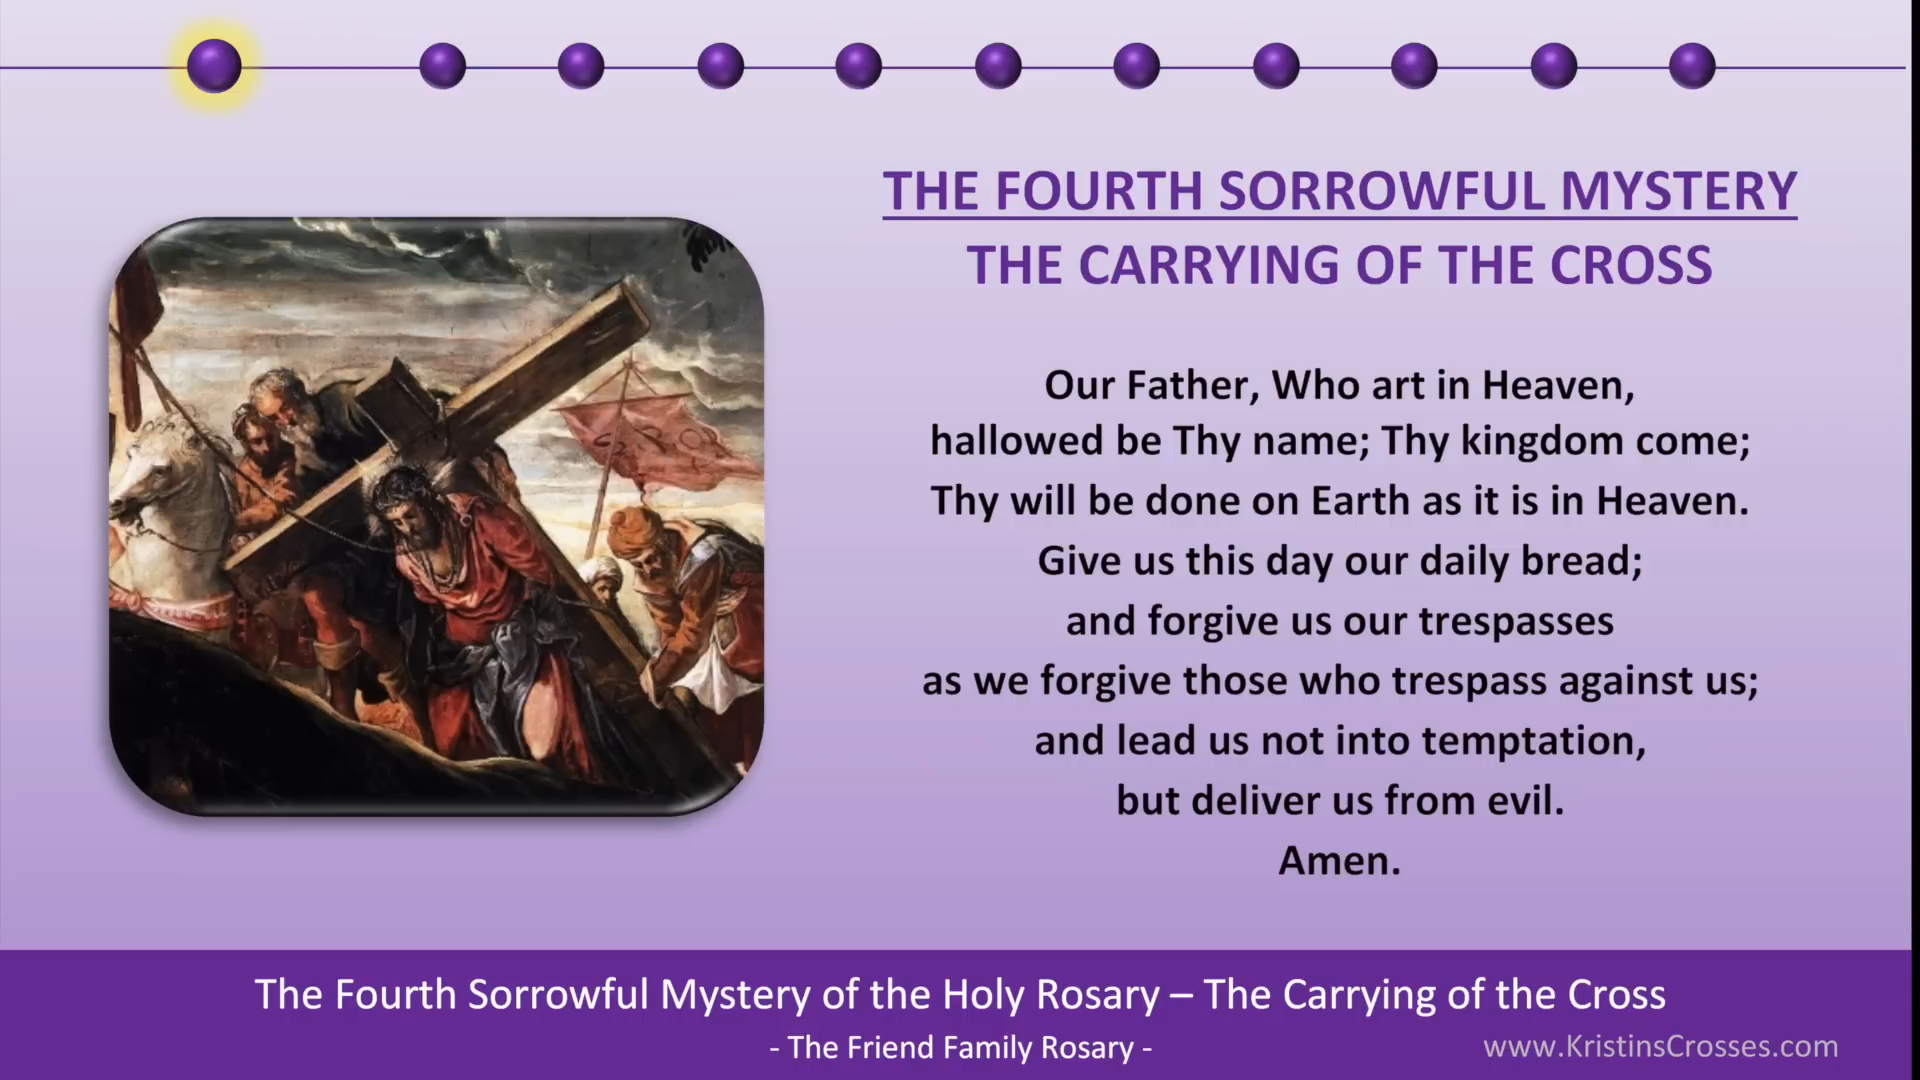 THE FOURTH SORROWFUL MYSTERY
THE CARRYING OF THE CROSS
Our Father, Who art in Heaven,
hallowed be Thy name; Thy kingdom come;
Thy will be done on Earth as it is in Heaven.
Give us this day our daily bread;
and forgive us our trespasses
as we forgive those who trespass against us;
and lead us not into temptation,
but deliver us from evil.
Amen.
The Fourth Sorrowful Mystery of the Holy Rosary – The Carrying of the Cross
- The Friend Family Rosary -
www.KristinsCrosses.com